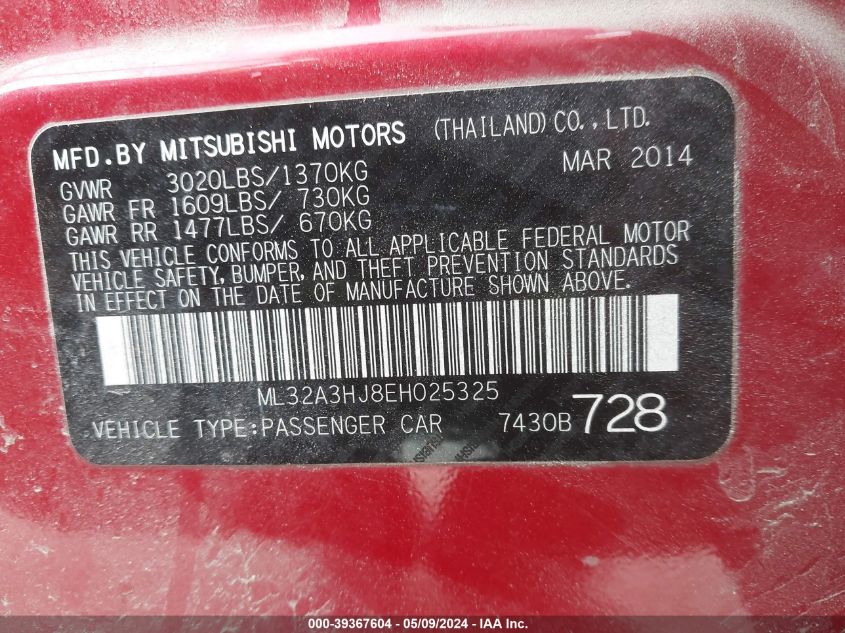 MFD.BY MITSUBISHI MOTORS (THAILAND) CO.,LTD.
MAR 2014
GVWR 3020LBS/1370KG
GAWR FR 1609LBS/ 730KG
GAWR RR 1477LBS/ 670KG
THIS VEHICLE CONFORMS TO ALL APPLICABLE FEDERAL MOTOR
VEHICLE SAFETY, BUMPER, AND THEFT PREVENTION STANDARDS
IN EFFECT ON THE DATE OF MANUFACTURE SHOWN ABOVE.
ML32A3HJ8EH025325
VEHICLE TYPE:PASSENGER CAR 7430B 728
000-39367604 - 05/09/2024 - IAA Inc.